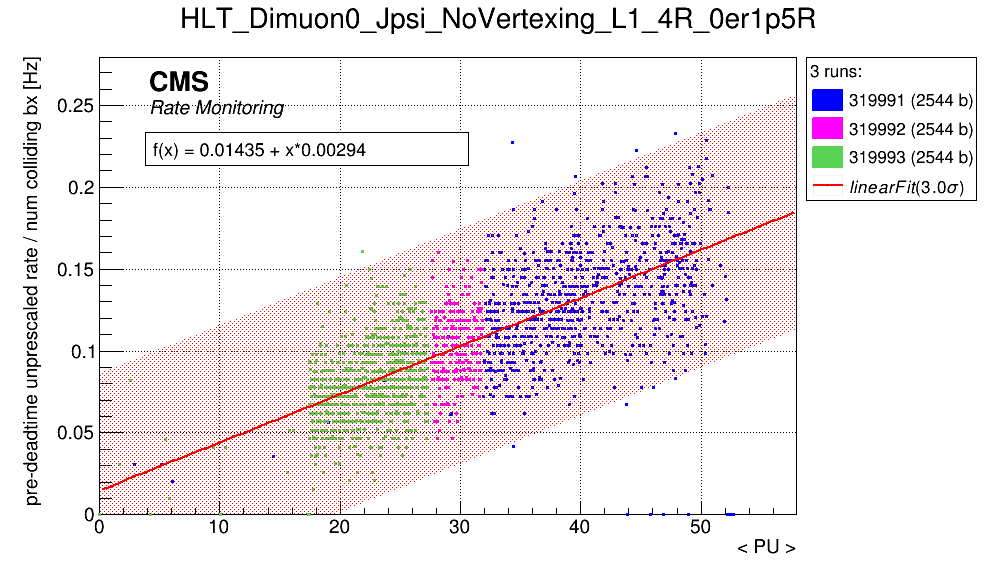 HLT_Dimuon0_Jpsi_NoVertexing_L1_4R_0er1p5R
pre-deadtime unprescaled rate / num colliding bx [Hz]
CMS
Rate Monitoring
f(x) = 0.01435 + x*0.00294
0.25
0.2
0.15
0.1
0.05
0
0 10 20 30 40 50
< PU >
3 runs:
319991 (2544 b)
319992 (2544 b)
319993 (2544 b)
linearFit(3.0σ)